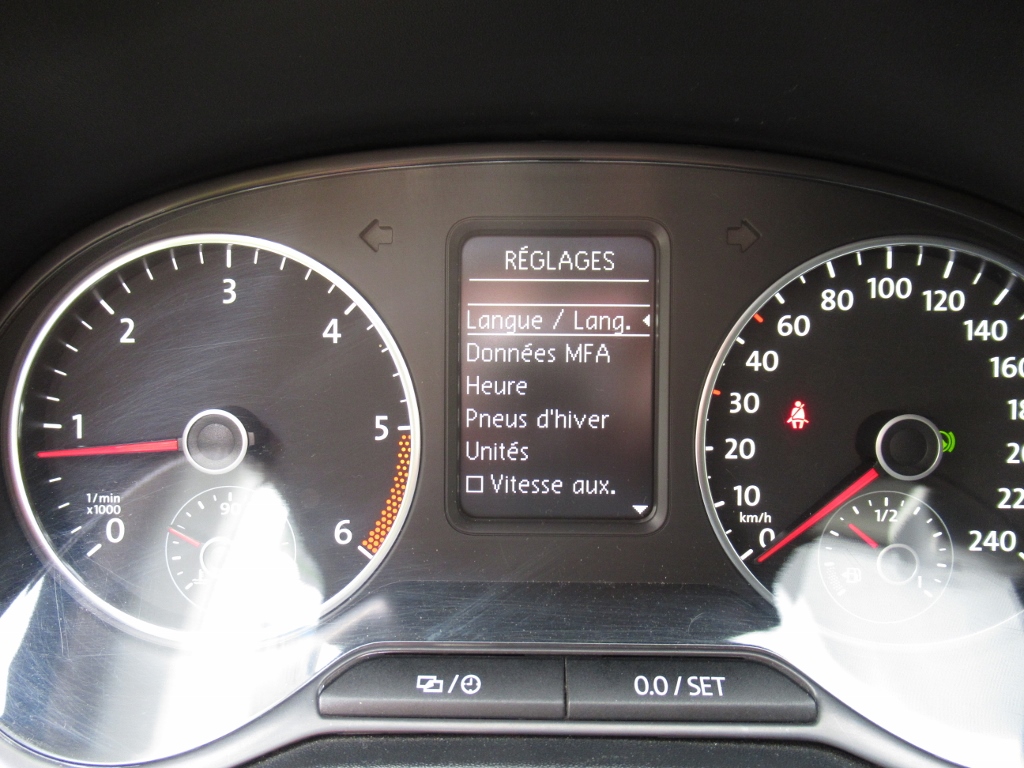 RÉGLAGES
Langue / Lang.
Données MFA
Heure
Pneus d'hiver
Unités
Vitesse aux.
0
1
2
3
4
5
6
1/min
x1000
90
0
10
20
30
40
60
80
100
120
140
240
km/h
1/2
1
/
0.0 / SET